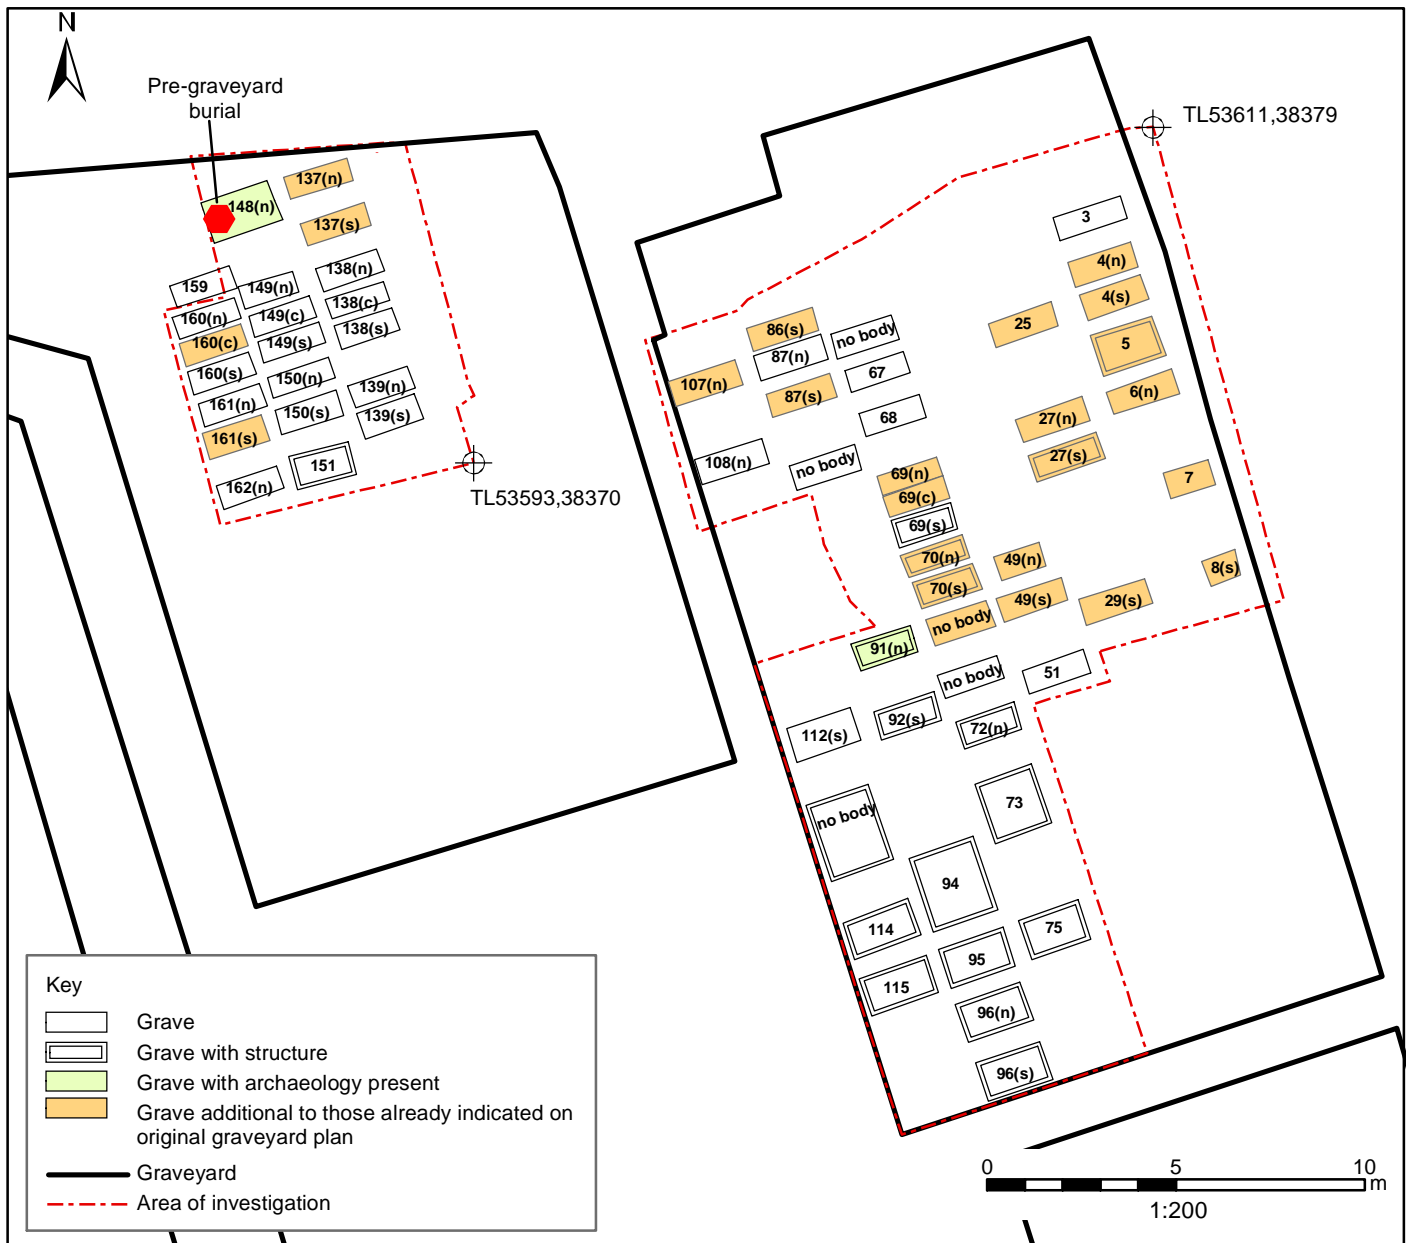 N
Pre-graveyard
burial
TL53611,38379
137(n)
148(n)
137(s)
3
138(n)
4(n)
159
149(n)
4(s)
138(c)
160(n)
149(c)
25
86(s)
no body
138(s)
160(c)
149(s)
5
87(n)
67
160(s)
150(n)
107(n)
139(n)
87(s)
6(n)
161(n)
150(s)
139(s)
68
27(n)
161(s)
108(n)
no body
27(s)
151
69(n)
7
162(n)
69(c)
TL53593,38370
69(s)
70(n)
49(n)
8(s)
70(s)
49(s)
29(s)
no body
91(n)
no body
51
92(s)
72(n)
112(s)
73
no body
94
114
75
95
115
96(n)
96(s)
Key
Grave
Grave with structure
Grave with archaeology present
Grave additional to those already indicated on
original graveyard plan
Graveyard
Area of investigation
0 5 10
m
1:200